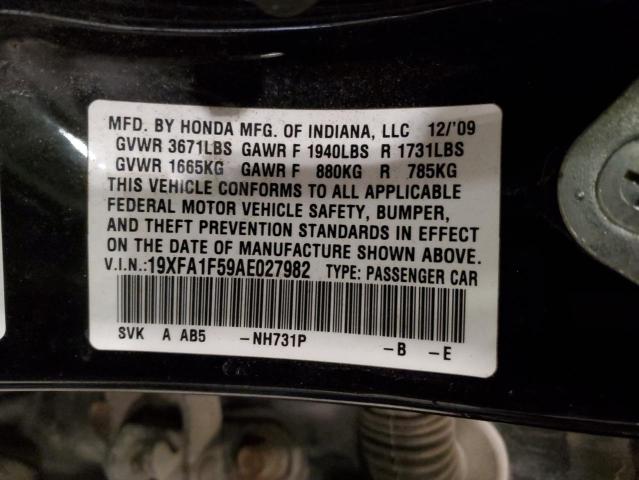 MFD. BY HONDA MFG. OF INDIANA, LLC 12/'09
GVWR 3671LBS GAWR F 1940LBS R 1731LBS
GVWR 1665KG GAWR F 880KG R 785KG
THIS VEHICLE CONFORMS TO ALL APPLICABLE
FEDERAL MOTOR VEHICLE SAFETY, BUMPER,
AND THEFT PREVENTION STANDARDS IN EFFECT
ON THE DATE OF MANUFACTURE SHOWN ABOVE.
V.I.N.:19XFA1F59AE027982 TYPE: PASSENGER CAR
SVK A AB5 -NH731P -B -E